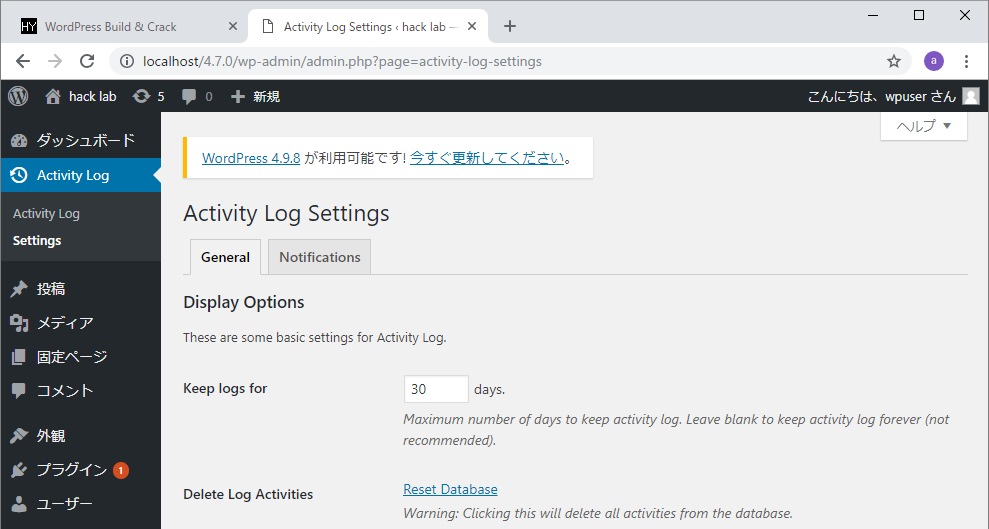 HY WordPress Build & Crack
Activity Log Settings ‹ hack lab —
localhost/4.7.0/wp-admin/admin.php?page=activity-log-settings
a
hack lab 5 0 新規
こんにちは、wpuser さん
ダッシュボード
ヘルプ
WordPress 4.9.8 が利用可能です! 今すぐ更新してください。
Activity Log
Activity Log
Settings
投稿
メディア
固定ページ
コメント
外観
プラグイン 1
ユーザー
Activity Log Settings
General Notifications
Display Options
These are some basic settings for Activity Log.
Keep logs for 30 days.
Maximum number of days to keep activity log. Leave blank to keep activity log forever (not
recommended).
Delete Log Activities Reset Database
Warning: Clicking this will delete all activities from the database.